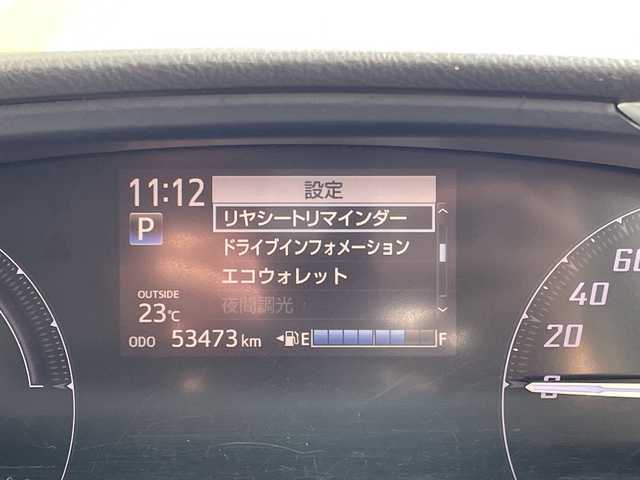 11:12
設定
P
リヤシートリマインダー
ドライブインフォメーション
エコウォレット
夜間調光
OUTSIDE
23℃
ODO 53473 km
E F
60
40
20
0